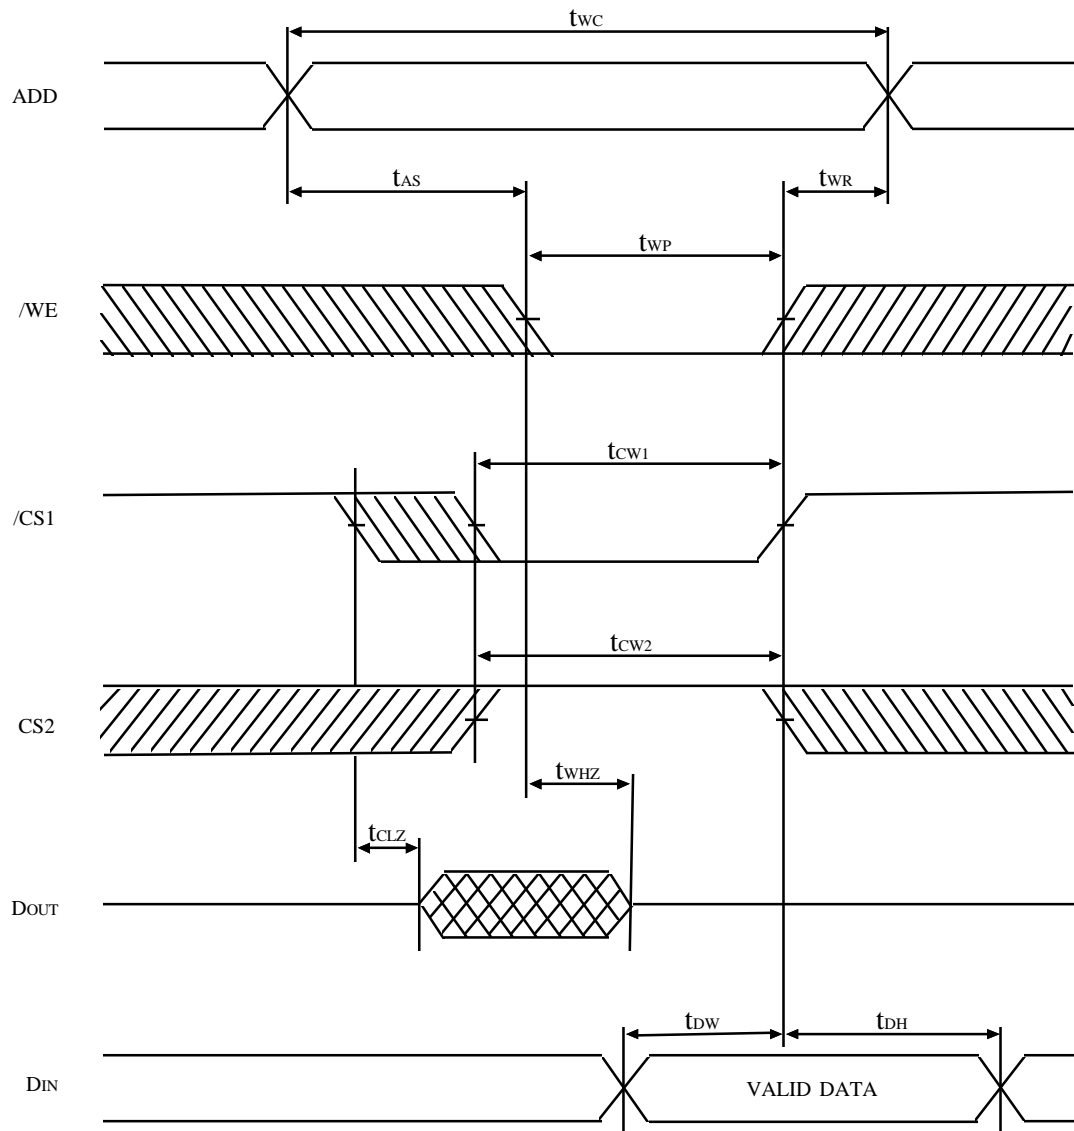 tWC
ADD
tAS
tWR
tWP
/WE
tCW1
/CS1
tCW2
CS2
tWHZ
tCLZ
DOUT
tDW
tDH
DIN
VALID DATA